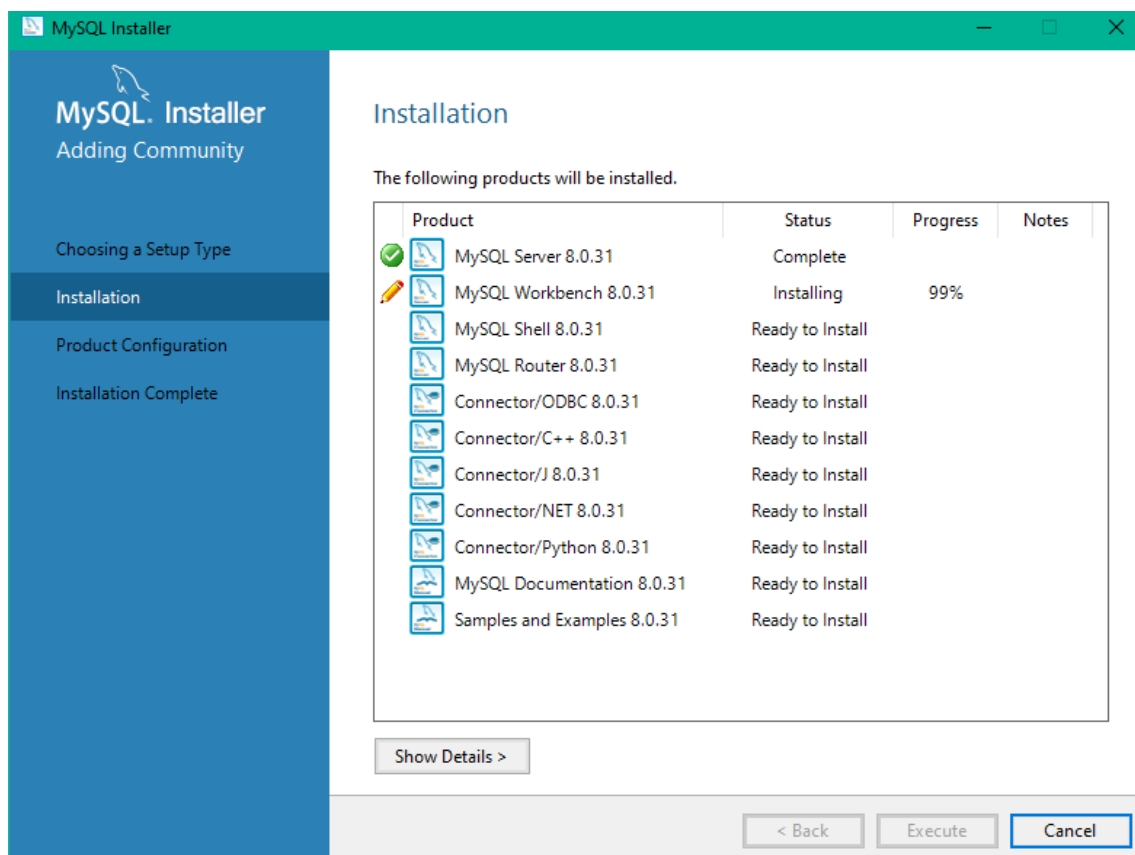 MySQL Installer
MySQL. Installer
Adding Community
Choosing a Setup Type
Installation
Product Configuration
Installation Complete
Installation
The following products will be installed.
Product Status Progress Notes
MySQL Server 8.0.31 Complete
MySQL Workbench 8.0.31 Installing 99%
MySQL Shell 8.0.31 Ready to Install
MySQL Router 8.0.31 Ready to Install
Connector/ODBC 8.0.31 Ready to Install
Connector/C++ 8.0.31 Ready to Install
Connector/J 8.0.31 Ready to Install
Connector/NET 8.0.31 Ready to Install
Connector/Python 8.0.31 Ready to Install
MySQL Documentation 8.0.31 Ready to Install
Samples and Examples 8.0.31 Ready to Install
Show Details >
< Back Execute Cancel